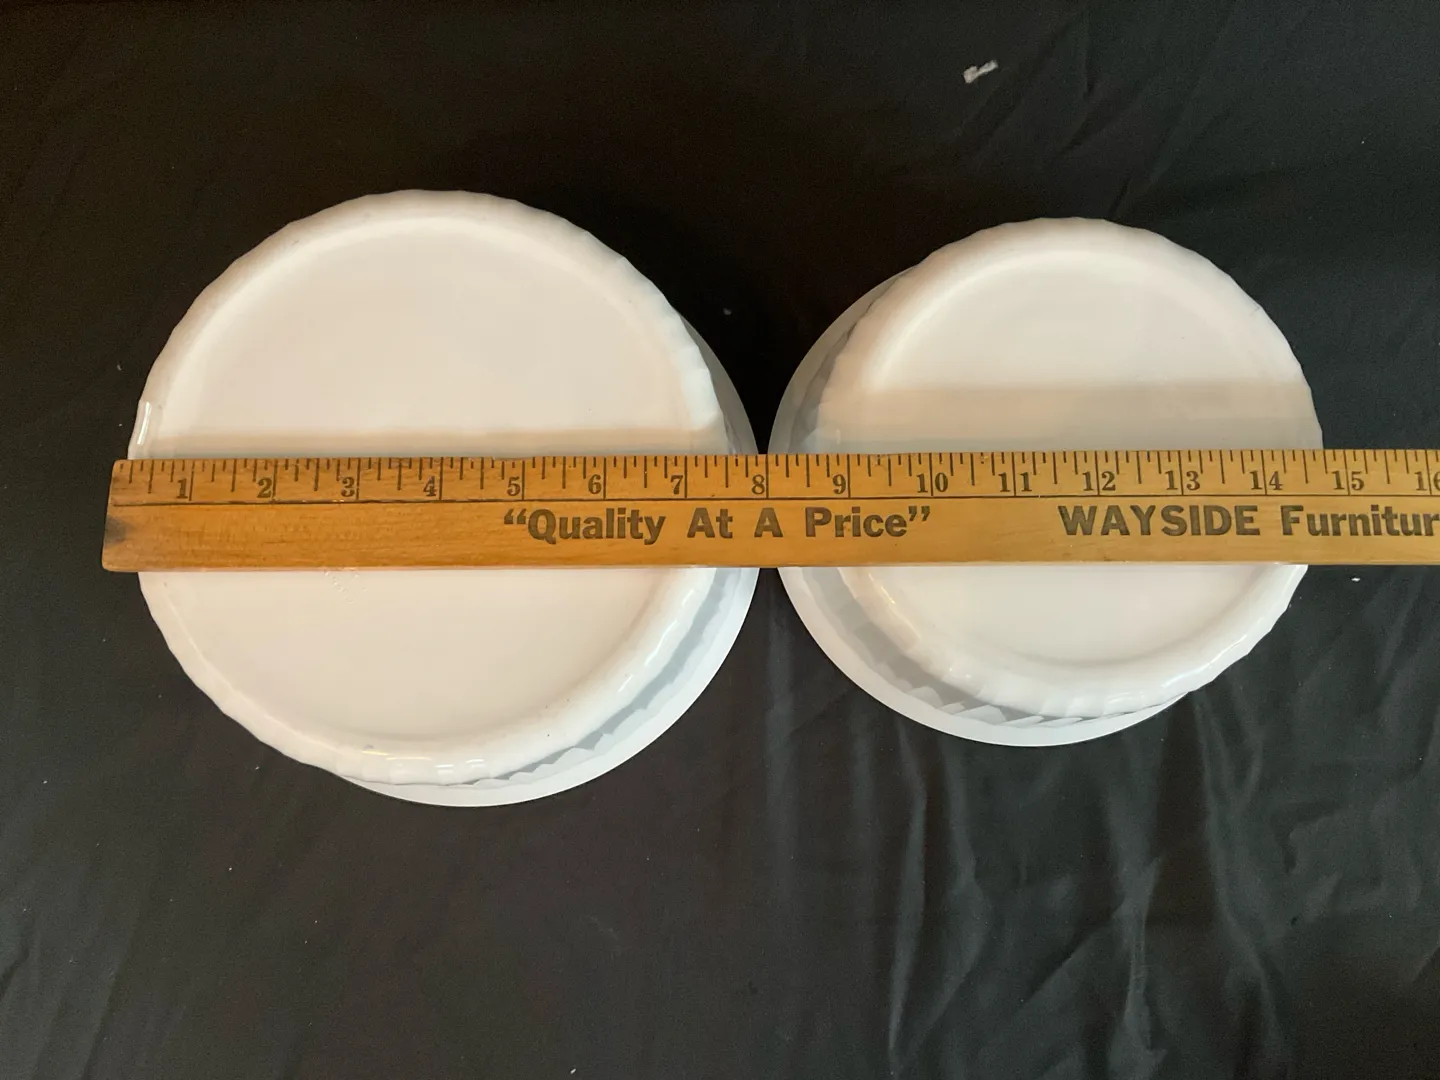 1 2 3 4 5 6 7 8 9 10 11 12 13 14 15 16
“Quality At A Price” WAYSIDE Furnitur